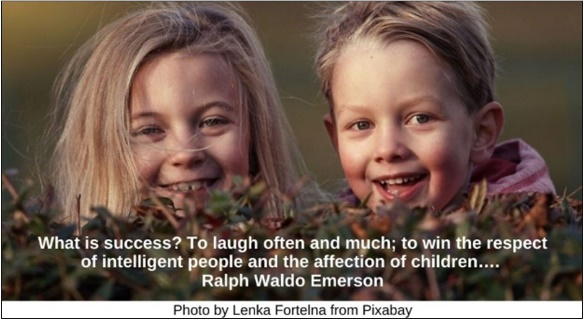 What is success? To laugh often and much; to win the respect
of intelligent people and the affection of children....
Ralph Waldo Emerson
Photo by Lenka Fortelna from Pixabay